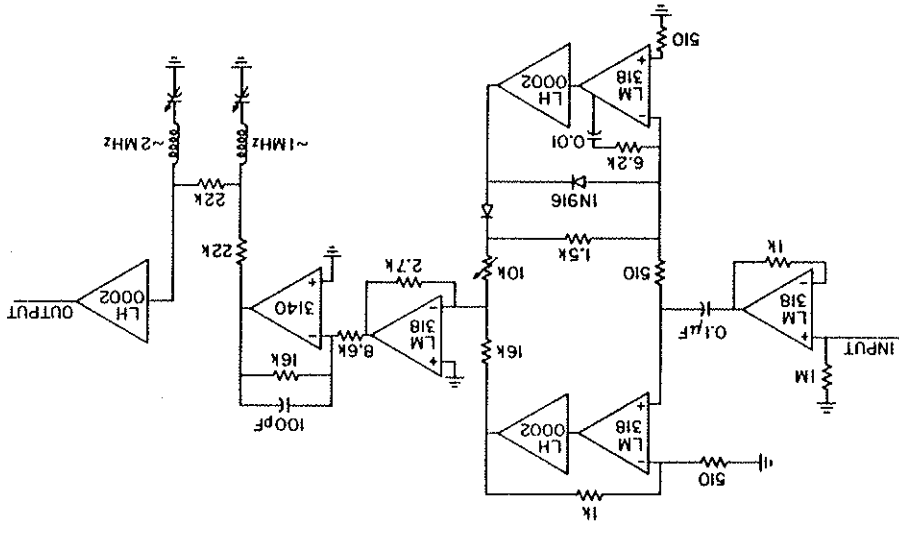 510
LM
318
LH
0002
0.01
6.2k
1N916
~1MHz
~2MHz
22k
1.5k
10k
22k
1k
LM
318
0.1μF
510
2.7k
LM
318
3140
LH
0002
OUTPUT
INPUT
1M
16k
8.6k
16k
100pF
LM
318
LH
0002
510
1k